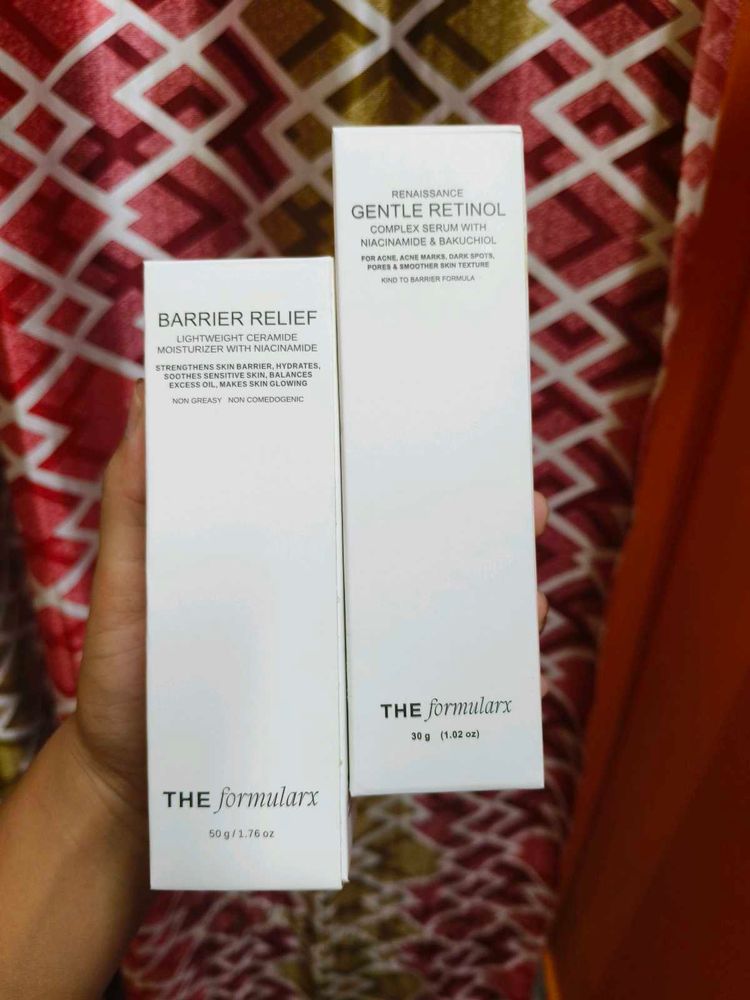 BARRIER RELIEF
LIGHTWEIGHT CERAMIDE
MOISTURIZER WITH NIACINAMIDE
STRENGTHENS SKIN BARRIER, HYDRATES,
SOOTHES SENSITIVE SKIN, BALANCES
EXCESS OIL, MAKES SKIN GLOWING
NON GREASY NON COMEDOGENIC
THE formularx
50 g / 1.76 oz
RENAISSANCE
GENTLE RETINOL
COMPLEX SERUM WITH
NIACINAMIDE & BAKUCHIOL
FOR ACNE, ACNE MARKS, DARK SPOTS,
PORES & SMOOTHER SKIN TEXTURE
KIND TO BARRIER FORMULA
THE formularx
30 g (1.02 oz)